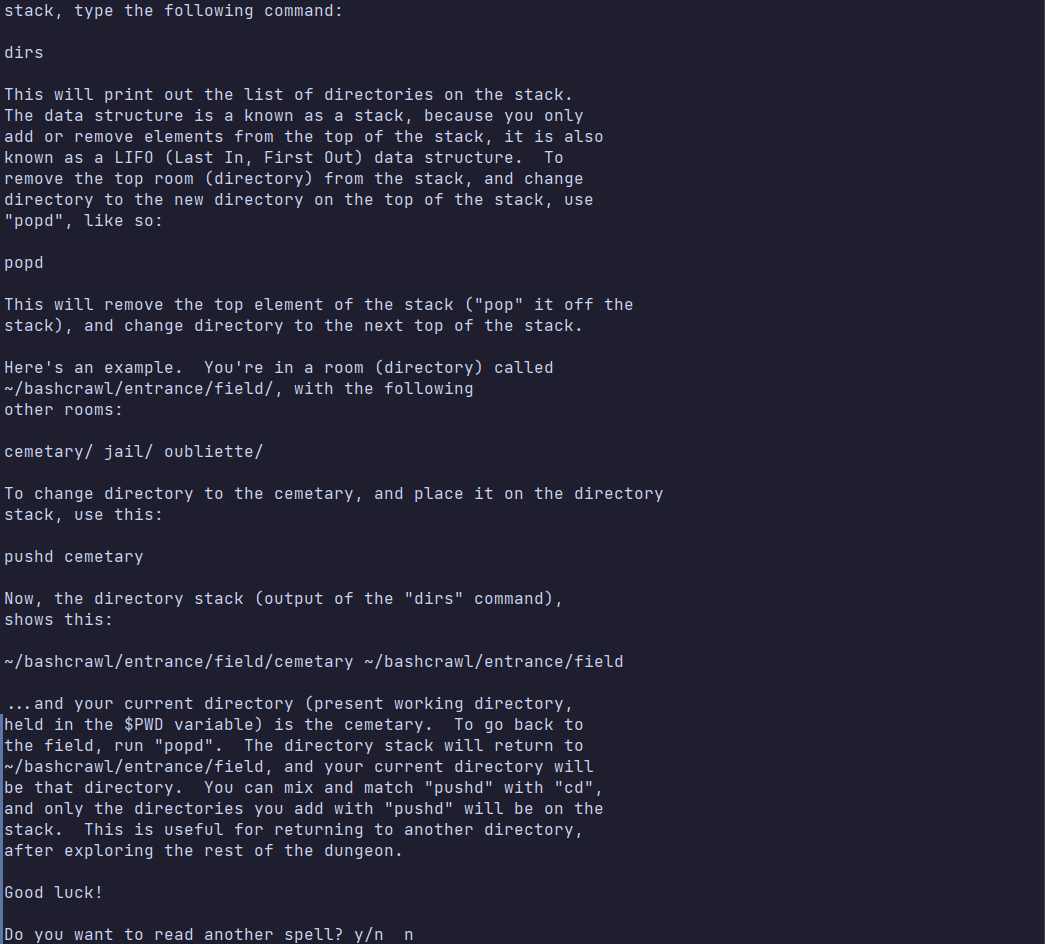 stack, type the following command:
dirs
This will print out the list of directories on the stack.
The data structure is a known as a stack, because you only
add or remove elements from the top of the stack, it is also
known as a LIFO (Last In, First Out) data structure.  To
remove the top room (directory) from the stack, and change
directory to the new directory on the top of the stack, use
"popd", like so:
popd
This will remove the top element of the stack ("pop" it off the
stack), and change directory to the next top of the stack.
Here's an example.  You're in a room (directory) called
~/bashcrawl/entrance/field/, with the following
other rooms:
cemetary/ jail/ oubliette/
To change directory to the cemetary, and place it on the directory
stack, use this:
pushd cemetary
Now, the directory stack (output of the "dirs" command),
shows this:
~/bashcrawl/entrance/field/cemetary ~/bashcrawl/entrance/field
...and your current directory (present working directory,
held in the $PWD variable) is the cemetary.  To go back to
the field, run "popd".  The directory stack will return to
~/bashcrawl/entrance/field, and your current directory will
be that directory.  You can mix and match "pushd" with "cd",
and only the directories you add with "pushd" will be on the
stack.  This is useful for returning to another directory,
after exploring the rest of the dungeon.
Good luck!
Do you want to read another spell? y/n  n